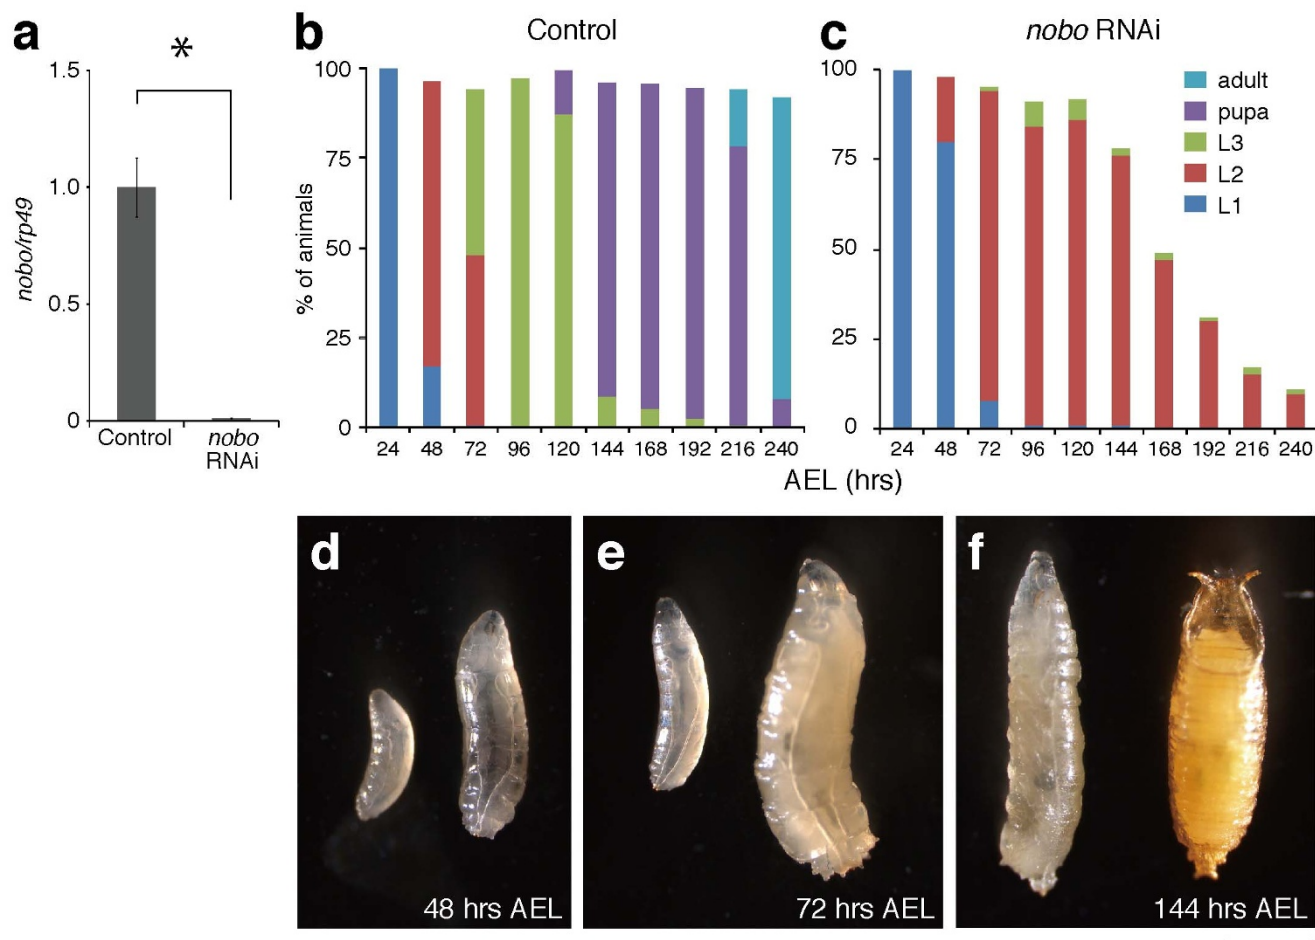 a
*
1.5
1.0
0.5
0
nobo/rp49
Control
nobo
RNAi
b
Control
100
75
50
25
0
% of animals
24 48 72 96 120 144 168 192 216 240
c
nobo RNAi
100
75
50
25
0
adult
pupa
L3
L2
L1
24 48 72 96 120 144 168 192 216 240
AEL (hrs)
d
48 hrs AEL
e
72 hrs AEL
f
144 hrs AEL